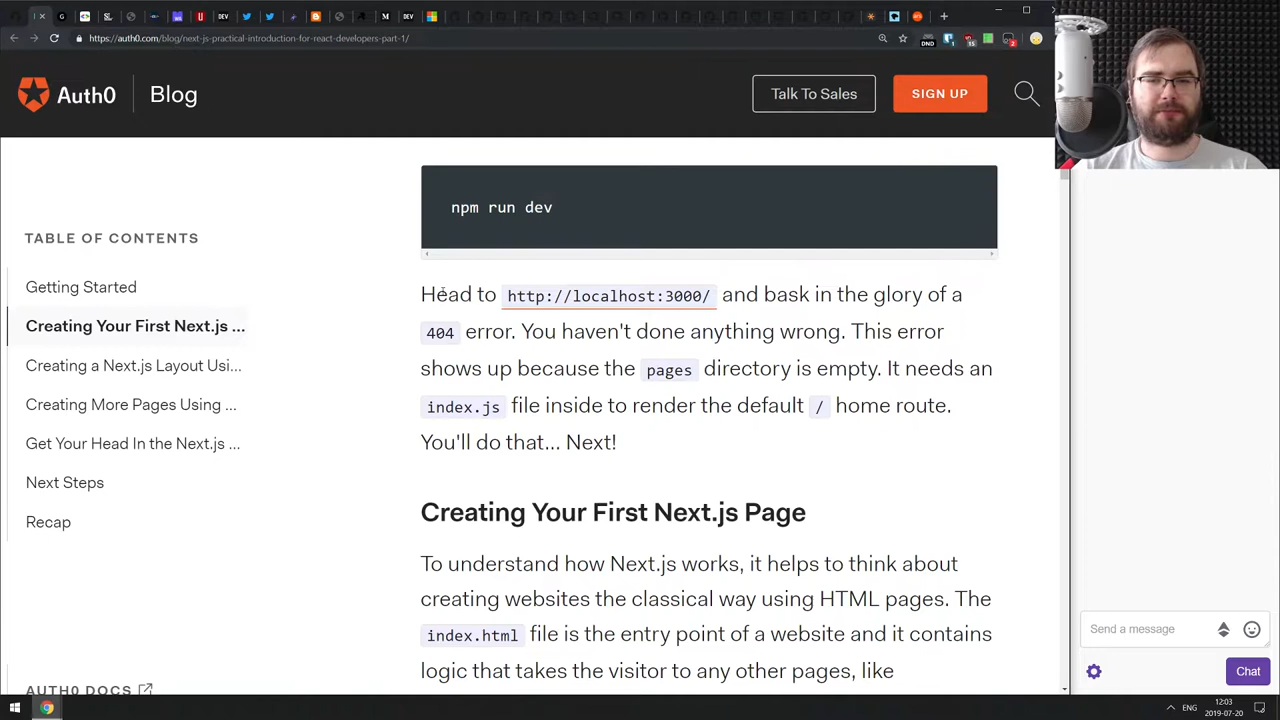 https://auth0.com/blog/next-js-practical-introduction-for-react-developers-part-1/
Auth0
Blog
Talk To Sales
SIGN UP
TABLE OF CONTENTS
Getting Started
Creating Your First Next.js ...
Creating a Next.js Layout Usi...
Creating More Pages Using ...
Get Your Head In the Next.js ...
Next Steps
Recap
AUTH0 DOCS
npm run dev
Head to http://localhost:3000/ and bask in the glory of a
404 error. You haven't done anything wrong. This error
shows up because the pages directory is empty. It needs an
index.js file inside to render the default / home route.
You'll do that... Next!
Creating Your First Next.js Page
To understand how Next.js works, it helps to think about
creating websites the classical way using HTML pages. The
index.html file is the entry point of a website and it contains
logic that takes the visitor to any other pages, like
Send a message
Chat
ENG
12:03
2019-07-20